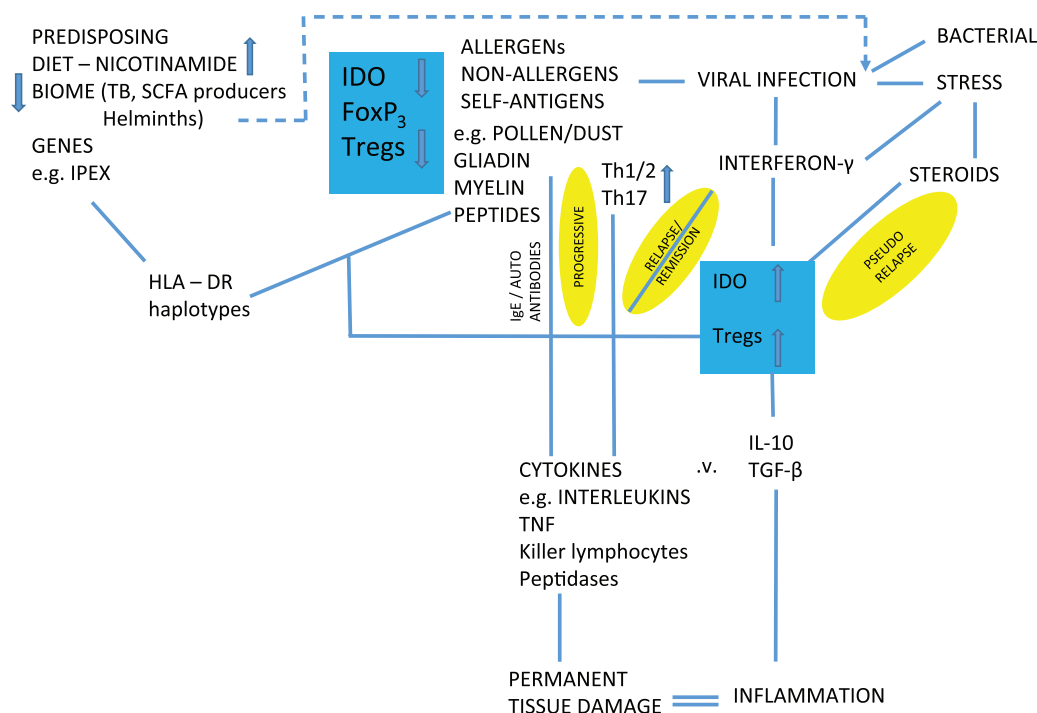 PREDISPOSING
DIET – NICOTINAMIDE
BIOME (TB, SCFA producers
Helminths)
GENES
e.g. IPEX
HLA – DR
haplotypes
IDO
FoxP₃
Tregs
ALLERGENs
NON-ALLERGENS
SELF-ANTIGENS
e.g. POLLEN/DUST
GLIADIN
MYELIN
PEPTIDES
IgE / AUTO
ANTIBODIES
PROGRESSIVE
Th1/2
Th17
RELAPSE/
REMISSION
VIRAL INFECTION
BACTERIAL
STRESS
INTERFERON-γ
STEROIDS
PSEUDO
RELAPSE
IDO
Tregs
CYTOKINES
e.g. INTERLEUKINS
TNF
Killer lymphocytes
Peptidases
.v.
IL-10
TGF-β
PERMANENT
TISSUE DAMAGE
INFLAMMATION